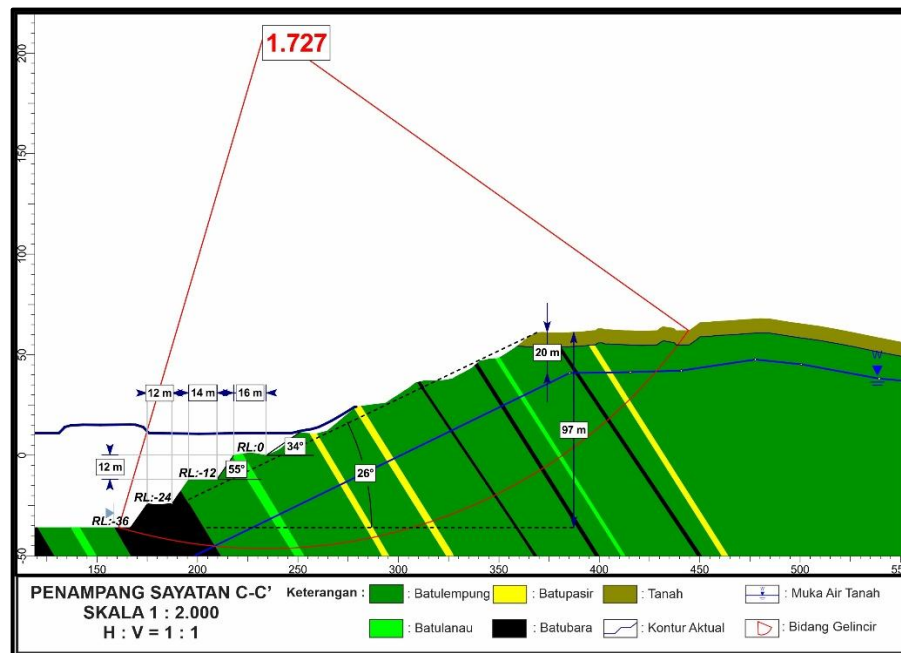 1.727
200
150
100
50
0
50
12 m
14 m
16 m
12 m
RL:0
34°
RL:-12
55°
RL:-24
RL:-36
26°
20 m
97 m
W
150
200
250
300
350
400
450
500
55
PENAMPANG SAYATAN C-C'
SKALA 1 : 2.000
H : V = 1 : 1
Keterangan :
: Batulempung
: Batupasir
: Tanah
: Muka Air Tanah
: Batulanau
: Batubara
: Kontur Aktual
: Bidang Gelincir